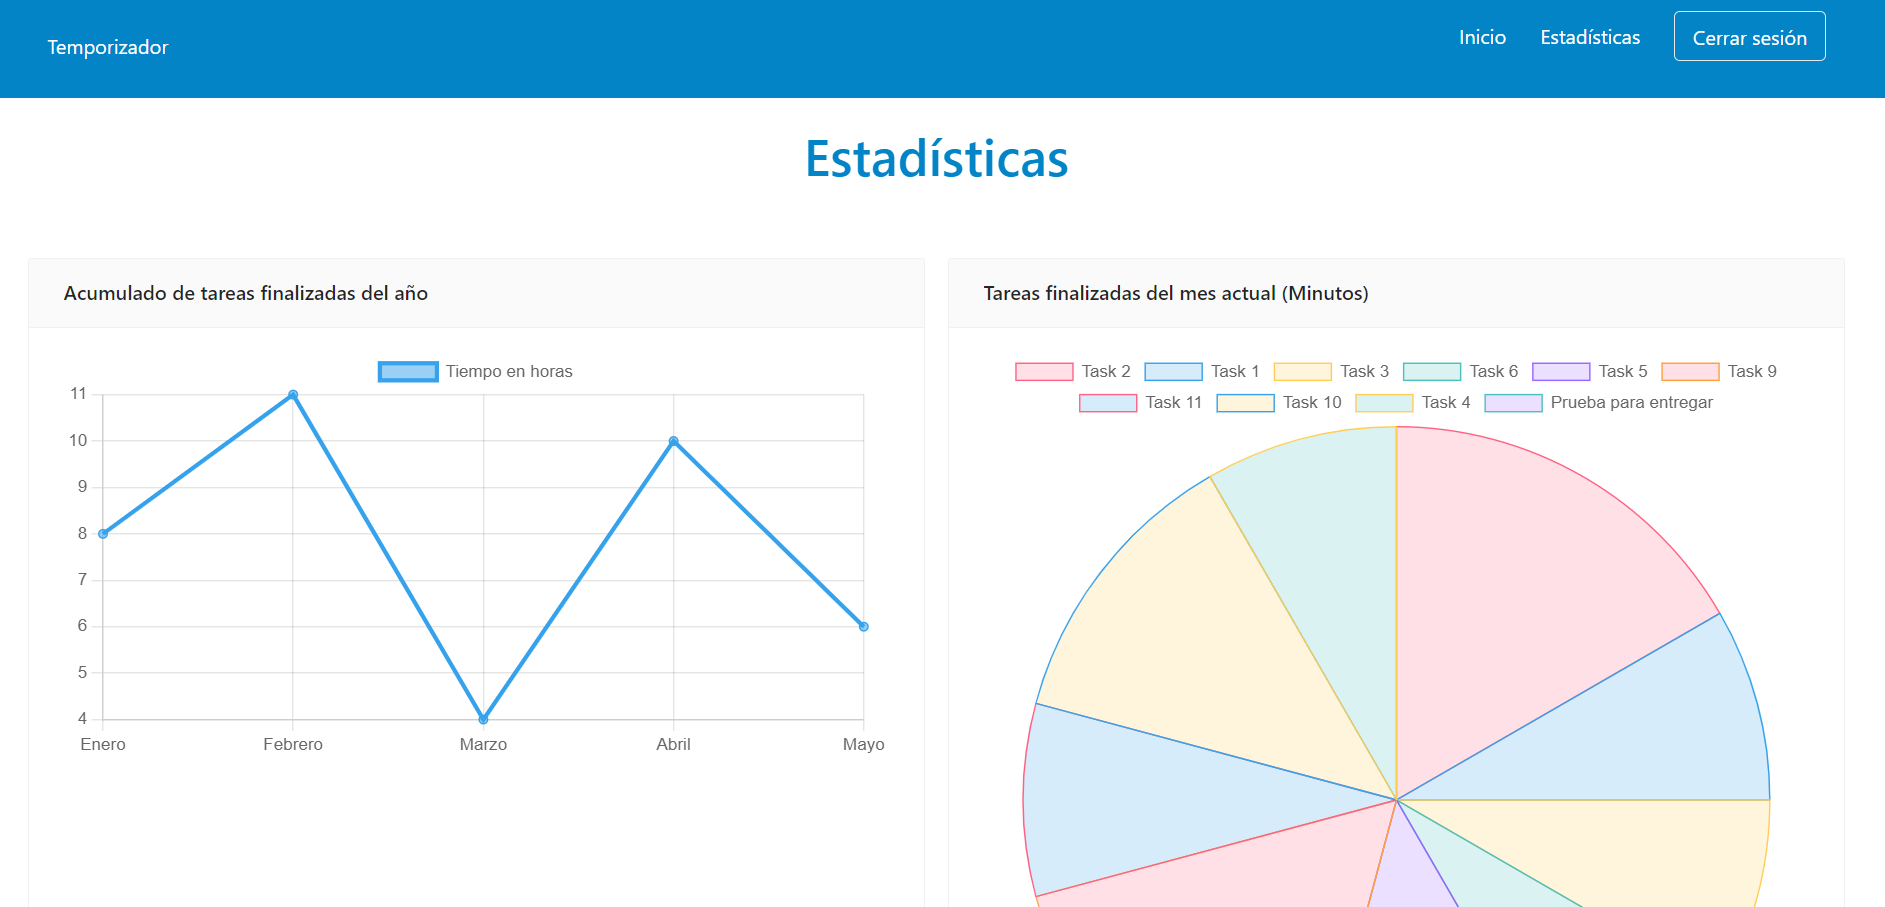 Temporizador
Inicio Estadísticas Cerrar sesión
Estadísticas
Acumulado de tareas finalizadas del año
Tiempo en horas
11
10
9
8
7
6
5
4
Enero Febrero Marzo Abril Mayo
Tareas finalizadas del mes actual (Minutos)
Task 2 Task 1 Task 3 Task 6 Task 5 Task 9
Task 11 Task 10 Task 4 Prueba para entregar